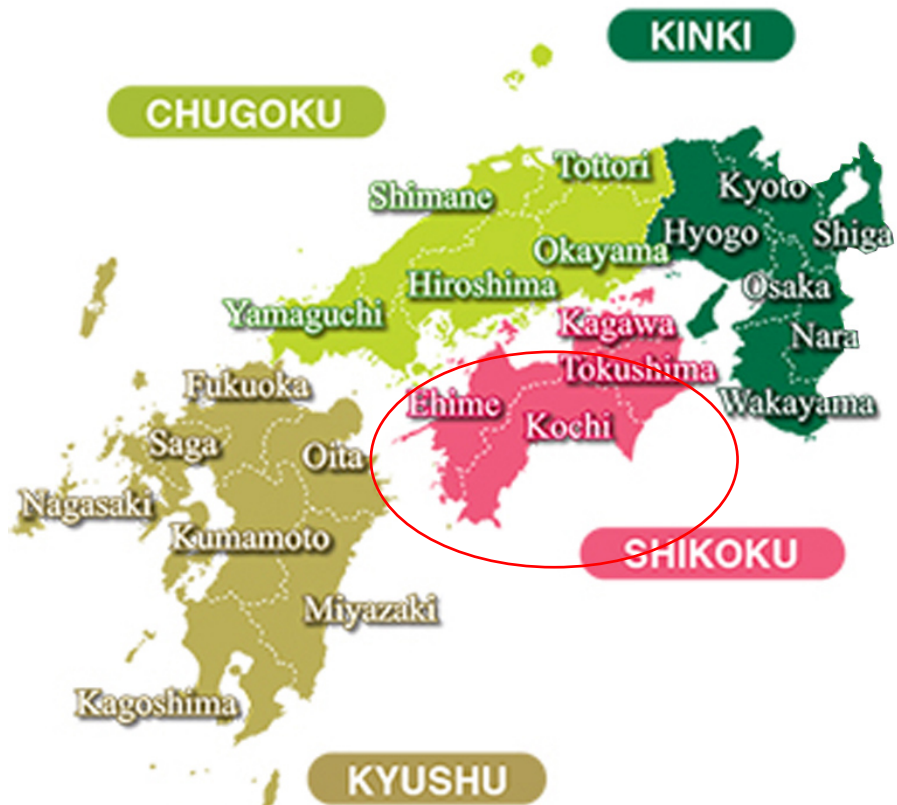 KINKI
CHUGOKU
Tottori
Kyoto
Shimane
Hyogo
Shiga
Okayama
Hiroshima
Osaka
Yamaguchi
Kagawa
Nara
Tokushima
Fukuoka
Ehime
Wakayama
Kochi
Saga
Oita
Nagasaki
Kumamoto
SHIKOKU
Miyazaki
Kagoshima
KYUSHU